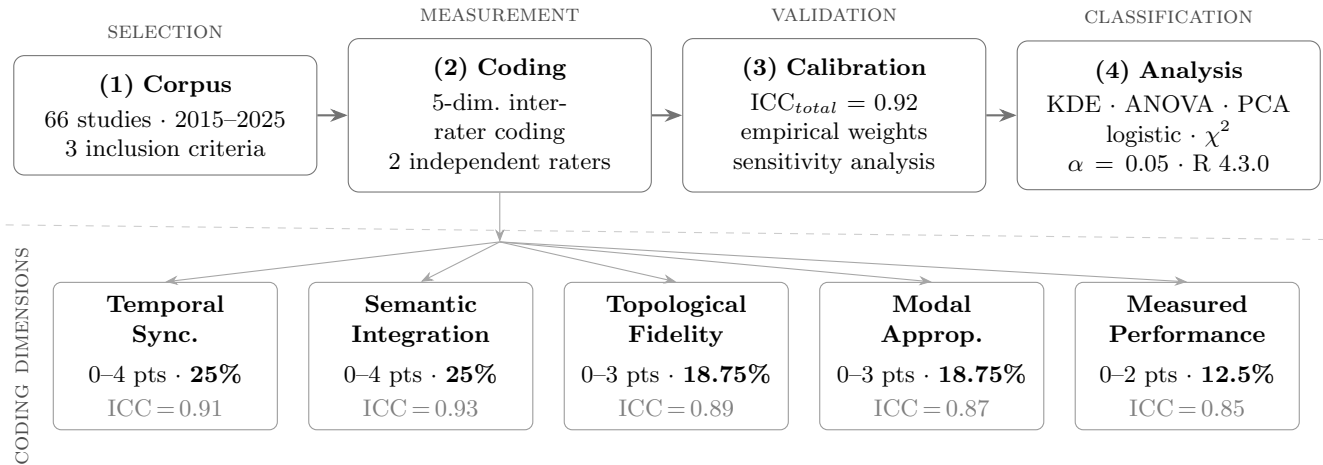 SELECTION
(1) Corpus
66 studies · 2015–2025
3 inclusion criteria
MEASUREMENT
(2) Coding
5-dim. inter-
rater coding
2 independent raters
VALIDATION
(3) Calibration
ICC_total = 0.92
empirical weights
sensitivity analysis
CLASSIFICATION
(4) Analysis
KDE · ANOVA · PCA
logistic · χ²
α = 0.05 · R 4.3.0
CODING DIMENSIONS
Temporal
Sync.
0–4 pts · 25%
ICC = 0.91
Semantic
Integration
0–4 pts · 25%
ICC = 0.93
Topological
Fidelity
0–3 pts · 18.75%
ICC = 0.89
Modal
Approp.
0–3 pts · 18.75%
ICC = 0.87
Measured
Performance
0–2 pts · 12.5%
ICC = 0.85